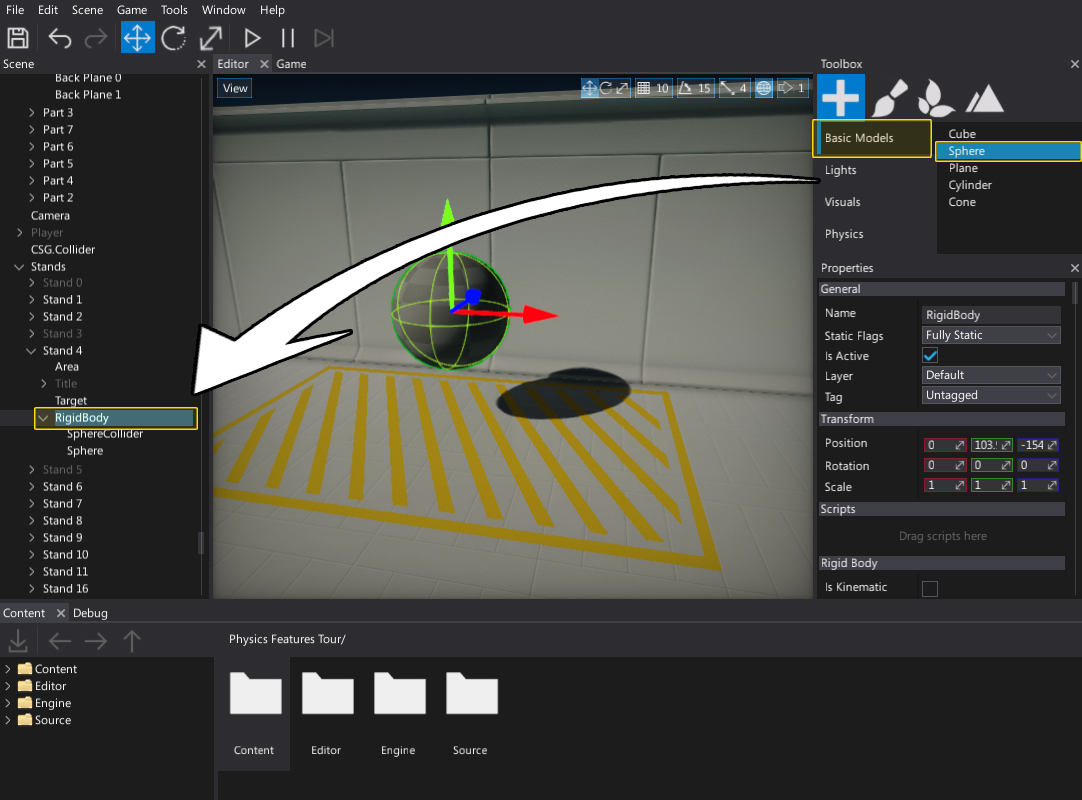 File Edit Scene Game Tools Window Help
Scene
Back Plane 0
Back Plane 1
Part 3
Part 7
Part 6
Part 5
Part 4
Part 2
Camera
Player
CSG.Collider
Stands
Stand 0
Stand 1
Stand 2
Stand 3
Stand 4
Area
Title
Target
RigidBody
SphereCollider
Sphere
Stand 5
Stand 6
Stand 7
Stand 8
Stand 9
Stand 10
Stand 11
Stand 16
Editor Game
View 10 15 4 1
Toolbox
Basic Models
Lights
Visuals
Physics
Cube
Sphere
Plane
Cylinder
Cone
Properties
General
Name RigidBody
Static Flags Fully Static
Is Active
Layer Default
Tag Untagged
Transform
Position 0 103.! -154
Rotation 0 0 0
Scale 1 1 1
Scripts
Drag scripts here
Rigid Body
Is Kinematic
Content Debug
Physics Features Tour/
Content
Editor
Engine
Source
Content Editor Engine Source